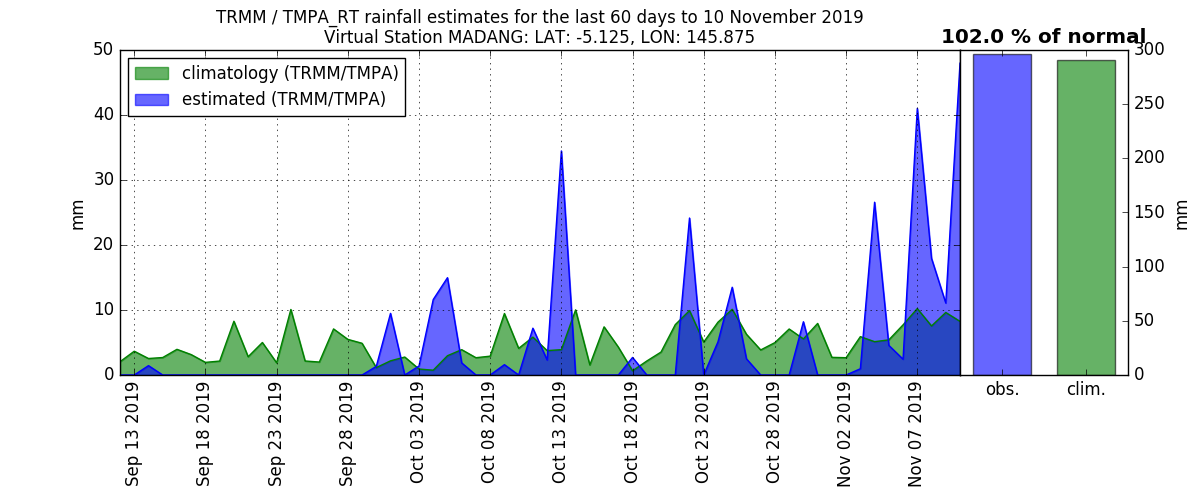 TRMM / TMPA_RT rainfall estimates for the last 60 days to 10 November 2019
Virtual Station MADANG: LAT: -5.125, LON: 145.875
102.0 % of normal
climatology (TRMM/TMPA)
estimated (TRMM/TMPA)
50
40
30
20
10
0
mm
300
250
200
150
100
50
0
mm
Sep 13 2019
Sep 18 2019
Sep 23 2019
Sep 28 2019
Oct 03 2019
Oct 08 2019
Oct 13 2019
Oct 18 2019
Oct 23 2019
Oct 28 2019
Nov 02 2019
Nov 07 2019
obs.
clim.